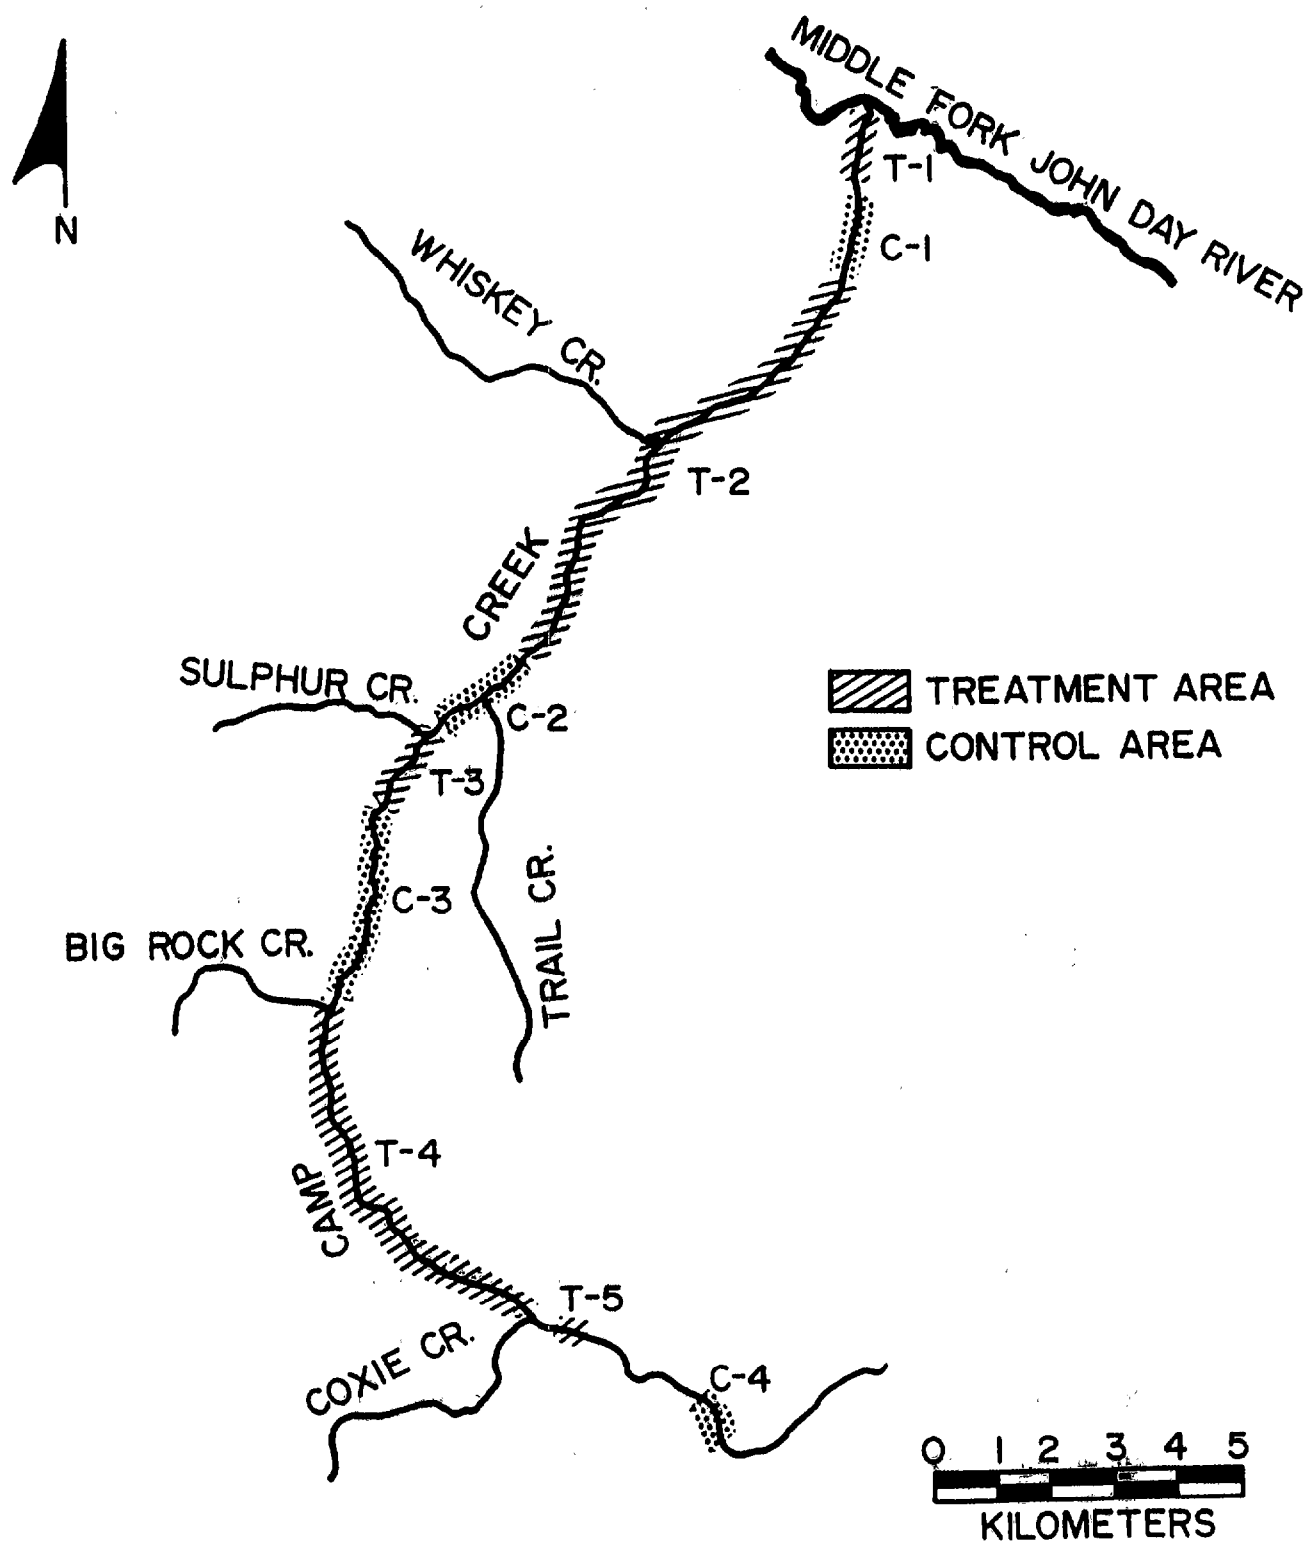 MIDDLE FORK JOHN DAY RIVER
N
T-1
C-1
WHISKEY CR.
T-2
CREEK
SULPHUR CR.
C-2
T-3
TREATMENT AREA
CONTROL AREA
C-3
TRAIL CR.
BIG ROCK CR.
T-4
CAMP
T-5
COXIE CR.
C-4
0 1 2 3 4 5
KILOMETERS